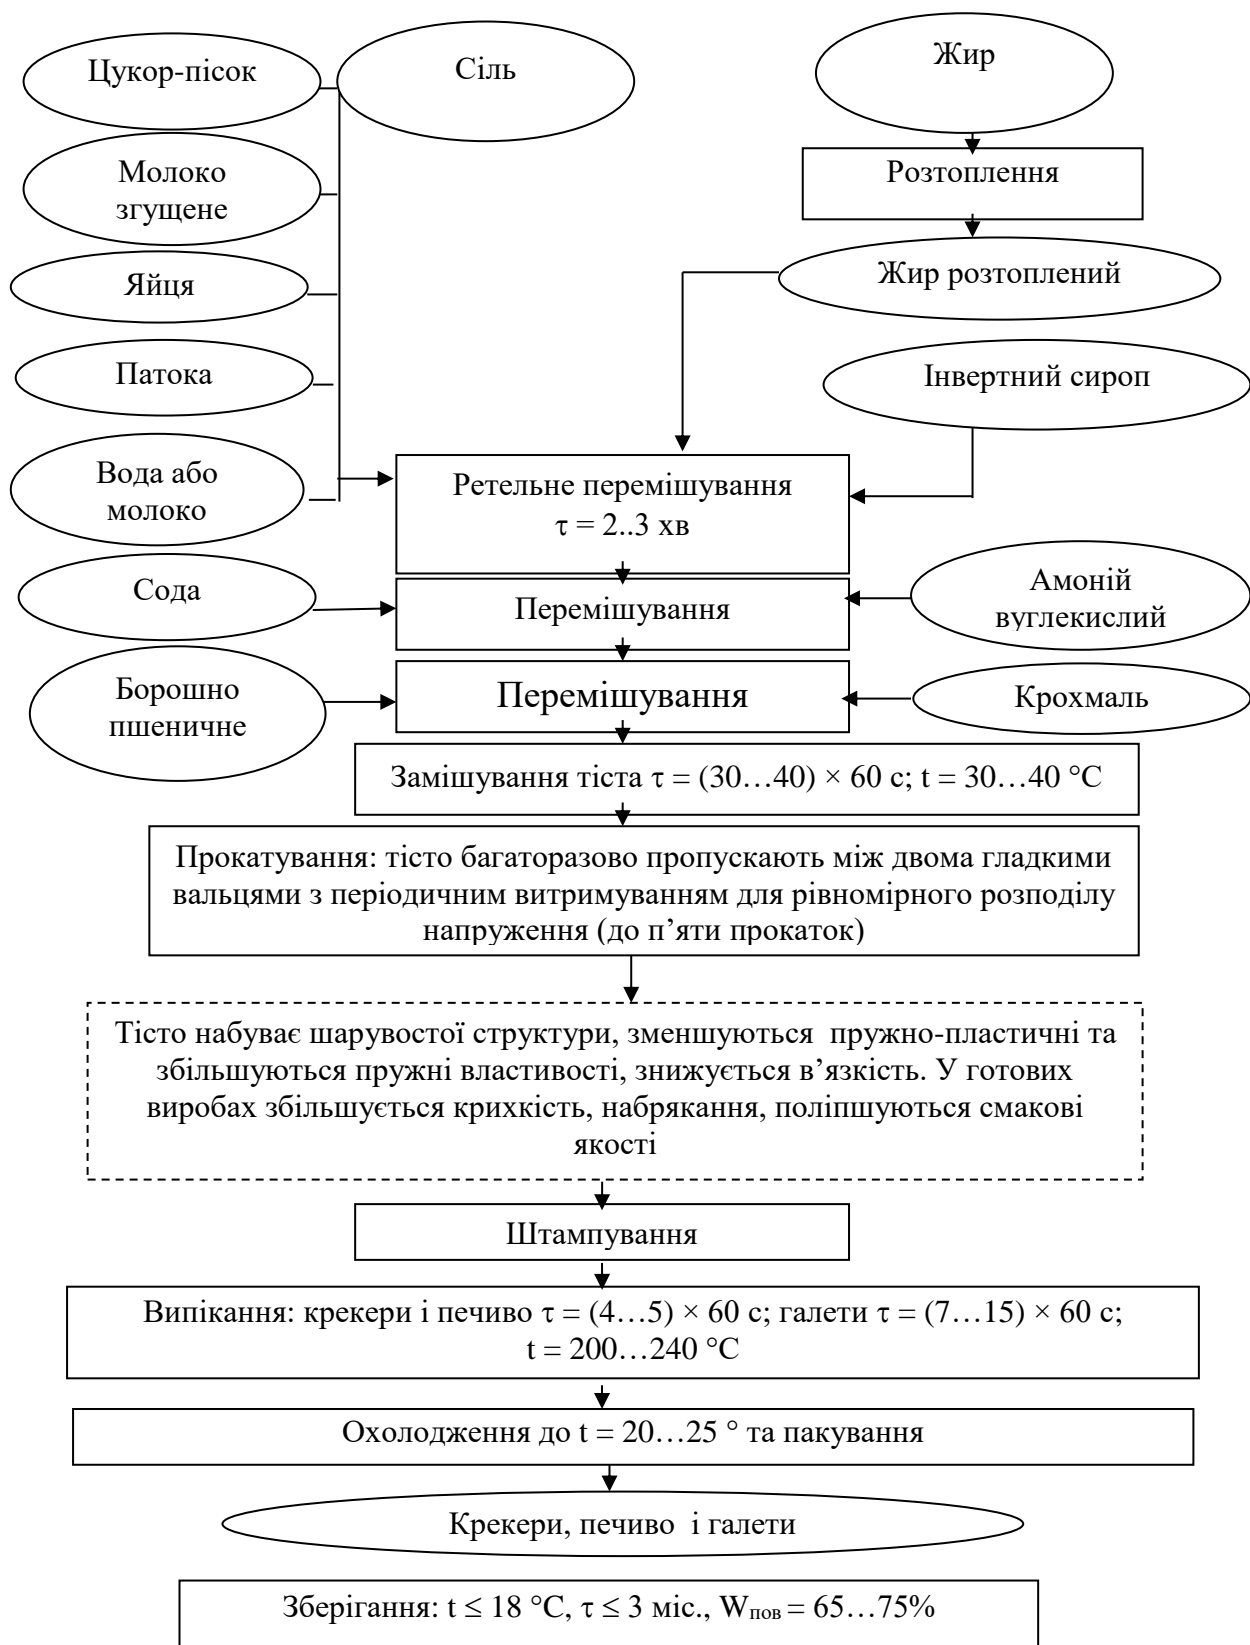 Цукор-пісок
Сіль
Жир
Молоко
згущене
Розтоплення
Яйця
Жир розтоплений
Патока
Інвертний сироп
Вода або
молоко
Ретельне перемішування
τ = 2..3 хв
Сода
Перемішування
Амоній
вуглекислий
Борошно
пшеничне
Перемішування
Крохмаль
Замішування тіста τ = (30…40) × 60 с; t = 30…40 °С
Прокатування: тісто багаторазово пропускають між двома гладкими
вальцями з періодичним витримуванням для рівномірного розподілу
напруження (до п’яти прокаток)
Тісто набуває шарувостої структури, зменшуються пружно-пластичні та
збільшуються пружні властивості, знижується в’язкість. У готових
виробах збільшується крихкість, набрякання, поліпшуються смакові
якості
Штампування
Випікання: крекери і печиво τ = (4…5) × 60 с; галети τ = (7…15) × 60 с;
t = 200…240 °С
Охолодження до t = 20…25 ° та пакування
Крекери, печиво і галети
Зберігання: t ≤ 18 °С, τ ≤ 3 міс., Wпов = 65…75%